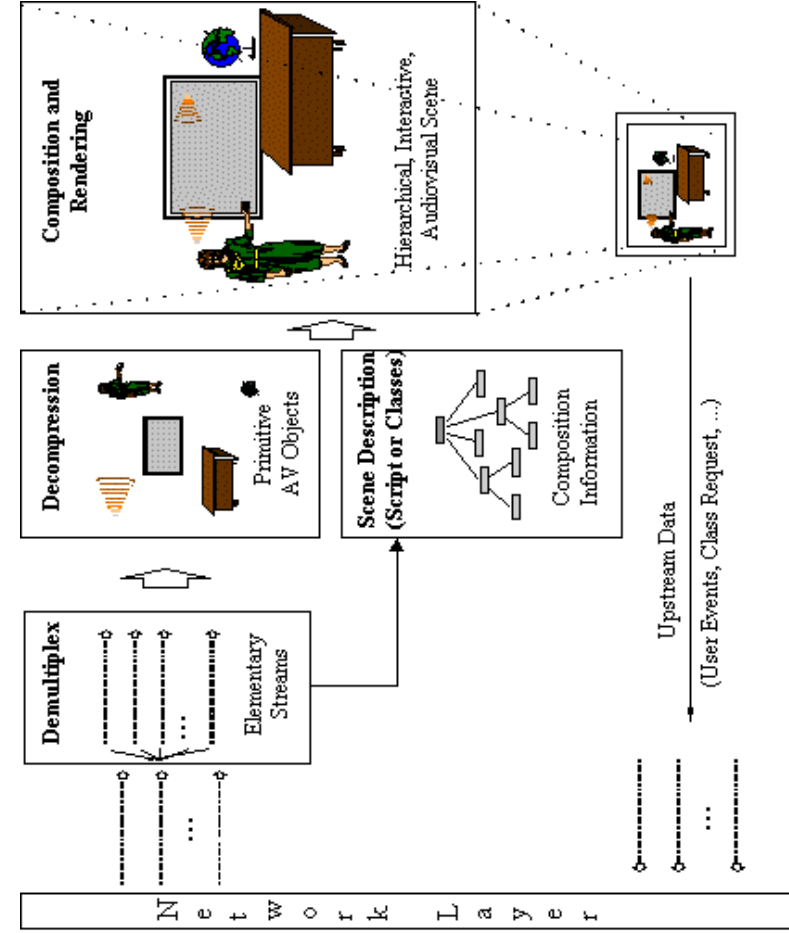 Network Layer
Demultiplex
Elementary
Streams
Decompression
Primitive
AV Objects
Scene Description
(Script or Classes)
Composition
Information
Composition and
Rendering
Hierarchical, Interactive,
Audiovisual Scene
Upstream Data
(User Events, Class Request, ...)